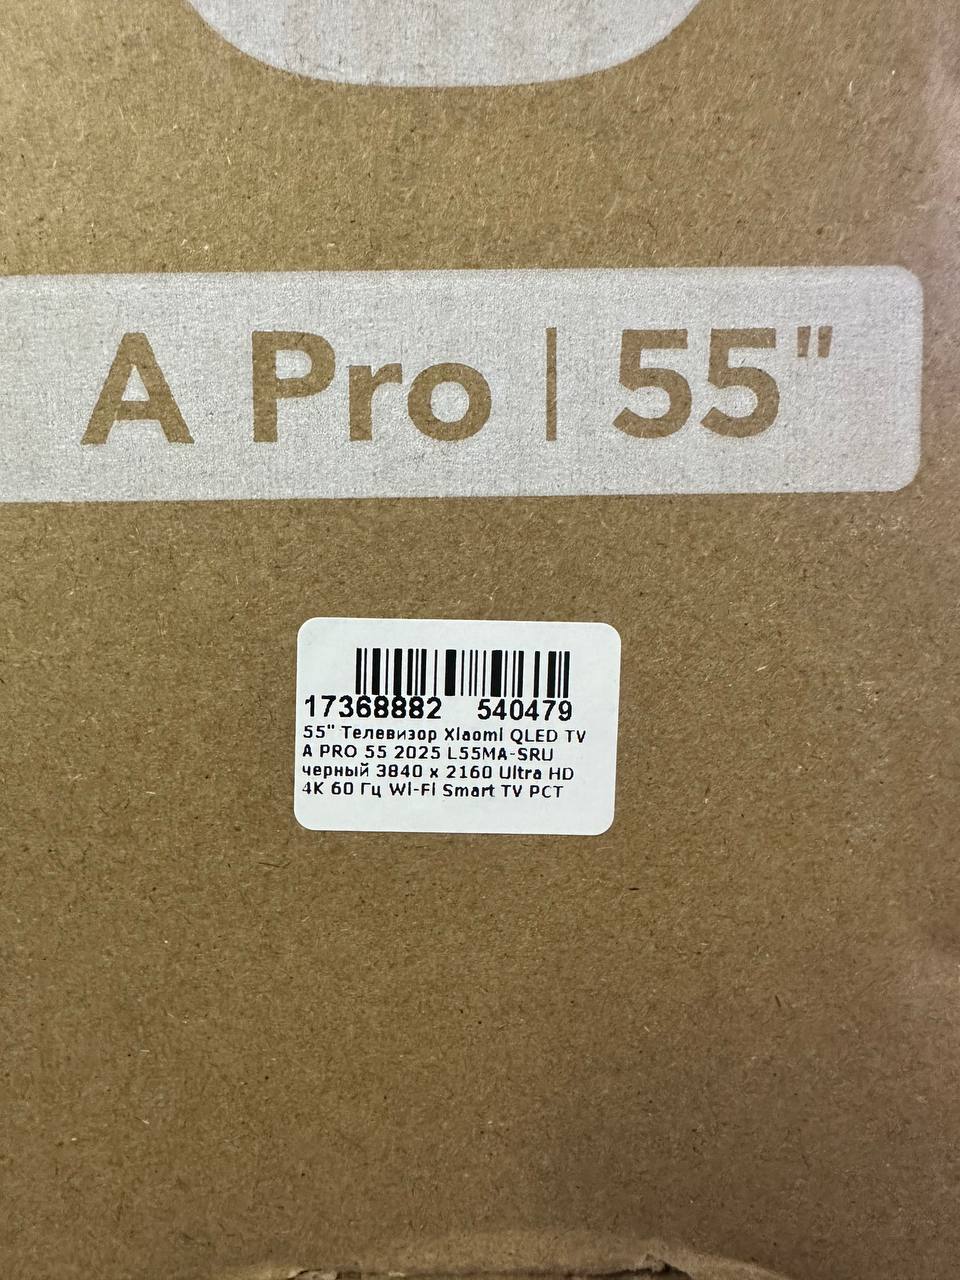 A Pro | 55"
17368882 540479
55" Телевизор Xiaomi QLED TV
A PRO 55 2025 L55MA-SRU
черный 3840 x 2160 Ultra HD
4K 60 Гц Wi-Fi Smart TV РСТ